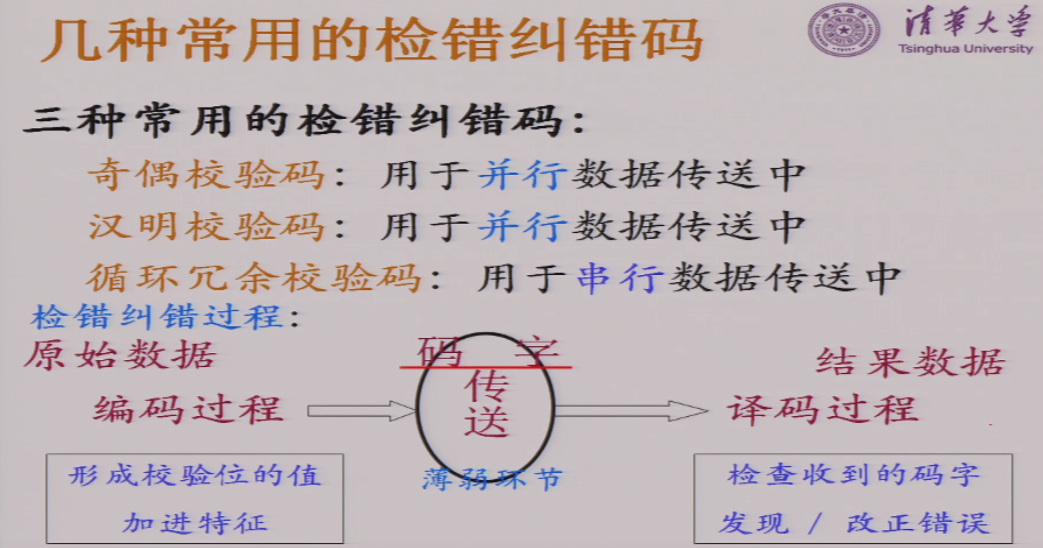 几种常用的检错纠错码
清华大学
Tsinghua University
三种常用的检错纠错码:
奇偶校验码: 用于并行数据传送中
汉明校验码: 用于并行数据传送中
循环冗余校验码: 用于串行数据传送中
检错纠错过程:
原始数据
码 字
结果数据
编码过程
传
送
译码过程
薄弱环节
形成校验位的值
加进特征
检查收到的码字
发现 / 改正错误